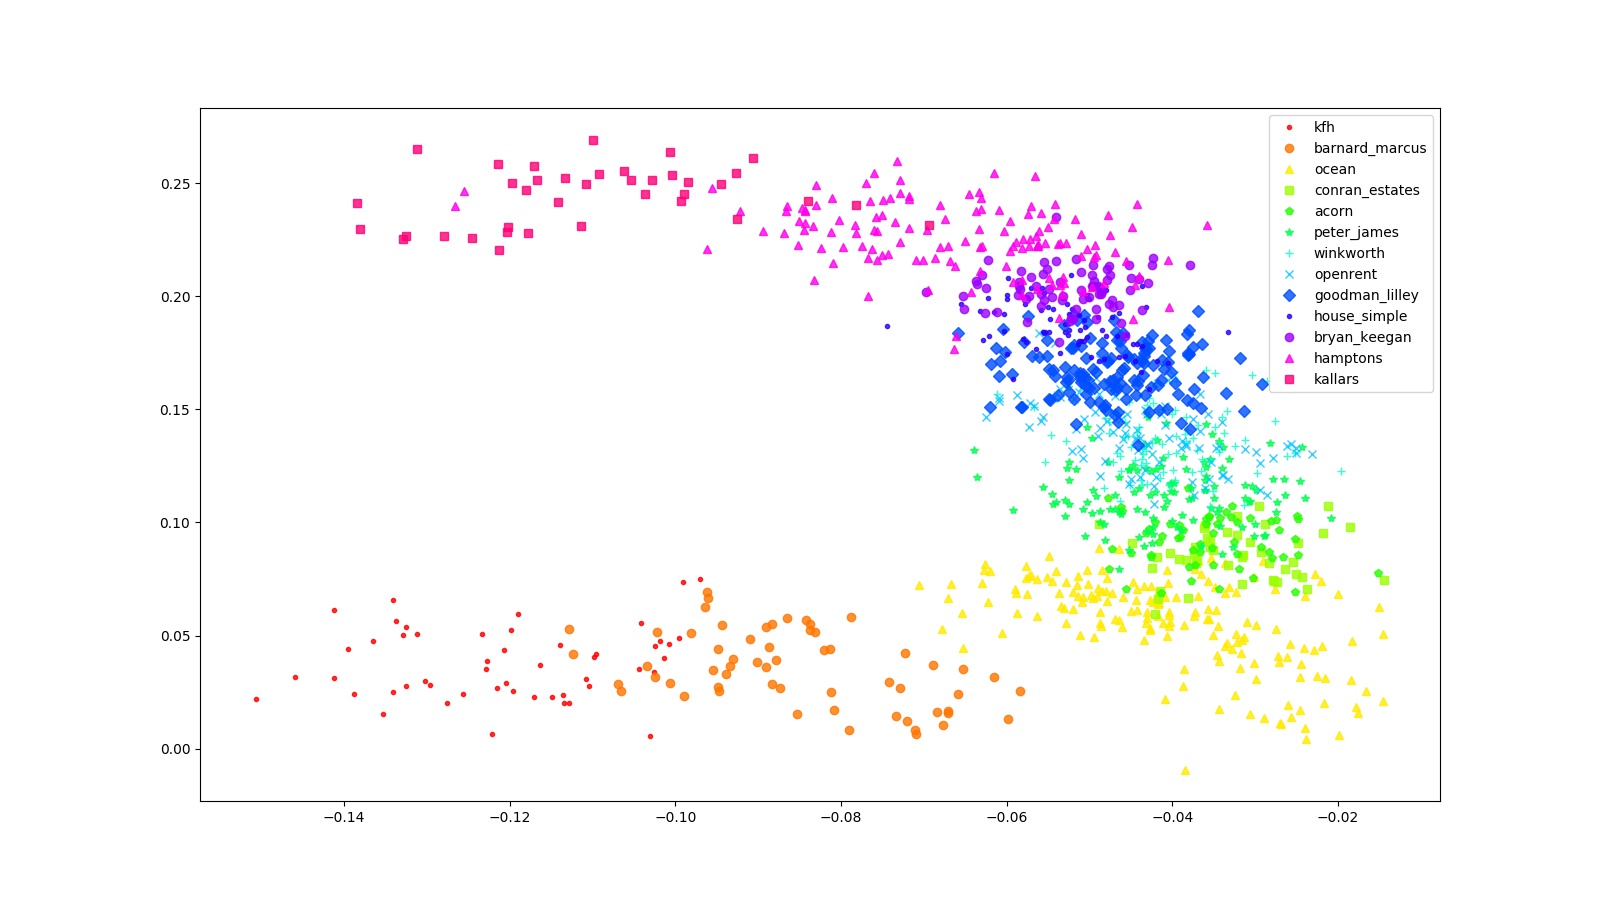 kfh
barnard_marcus
ocean
conran_estates
acorn
peter_james
winkworth
openrent
goodman_lilley
house_simple
bryan_keegan
hamptons
kallars
0.25
0.20
0.15
0.10
0.05
0.00
−0.14 −0.12 −0.10 −0.08 −0.06 −0.04 −0.02